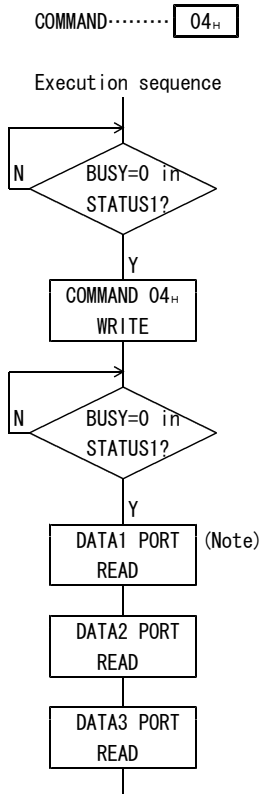 COMMAND········· 04H
Execution sequence
N
BUSY=0 in
STATUS1?
Y
COMMAND 04H
WRITE
N
BUSY=0 in
STATUS1?
Y
DATA1 PORT (Note)
READ
DATA2 PORT
READ
DATA3 PORT
READ